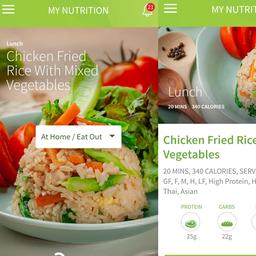 MY NUTRITION
21
Lunch
Chicken Fried
Rice With Mixed
Vegetables
At Home / Eat Out
MY NUTRIT
Lunch
20 MINS 340 CALORIES
Chicken Fried Rice
Vegetables
20 MINS, 340 CALORIES, SERV
GF, F, M, H, LF, High Protein, H
Thai, Asian
PROTEIN CARBS
25g 22g